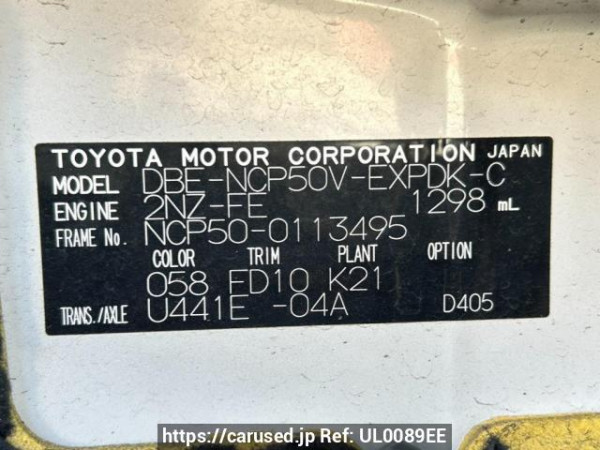 TOYOTA MOTOR CORPORATION JAPAN
MODEL DBE-NCP50V-EXPDK-C
ENGINE 2NZ-FE 1298 mL
FRAME No. NCP50-0113495
COLOR TRIM PLANT OPTION
058 FD10 K21
TRANS./AXLE U441E -04A D405
https://carused.jp Ref: UL0089EE